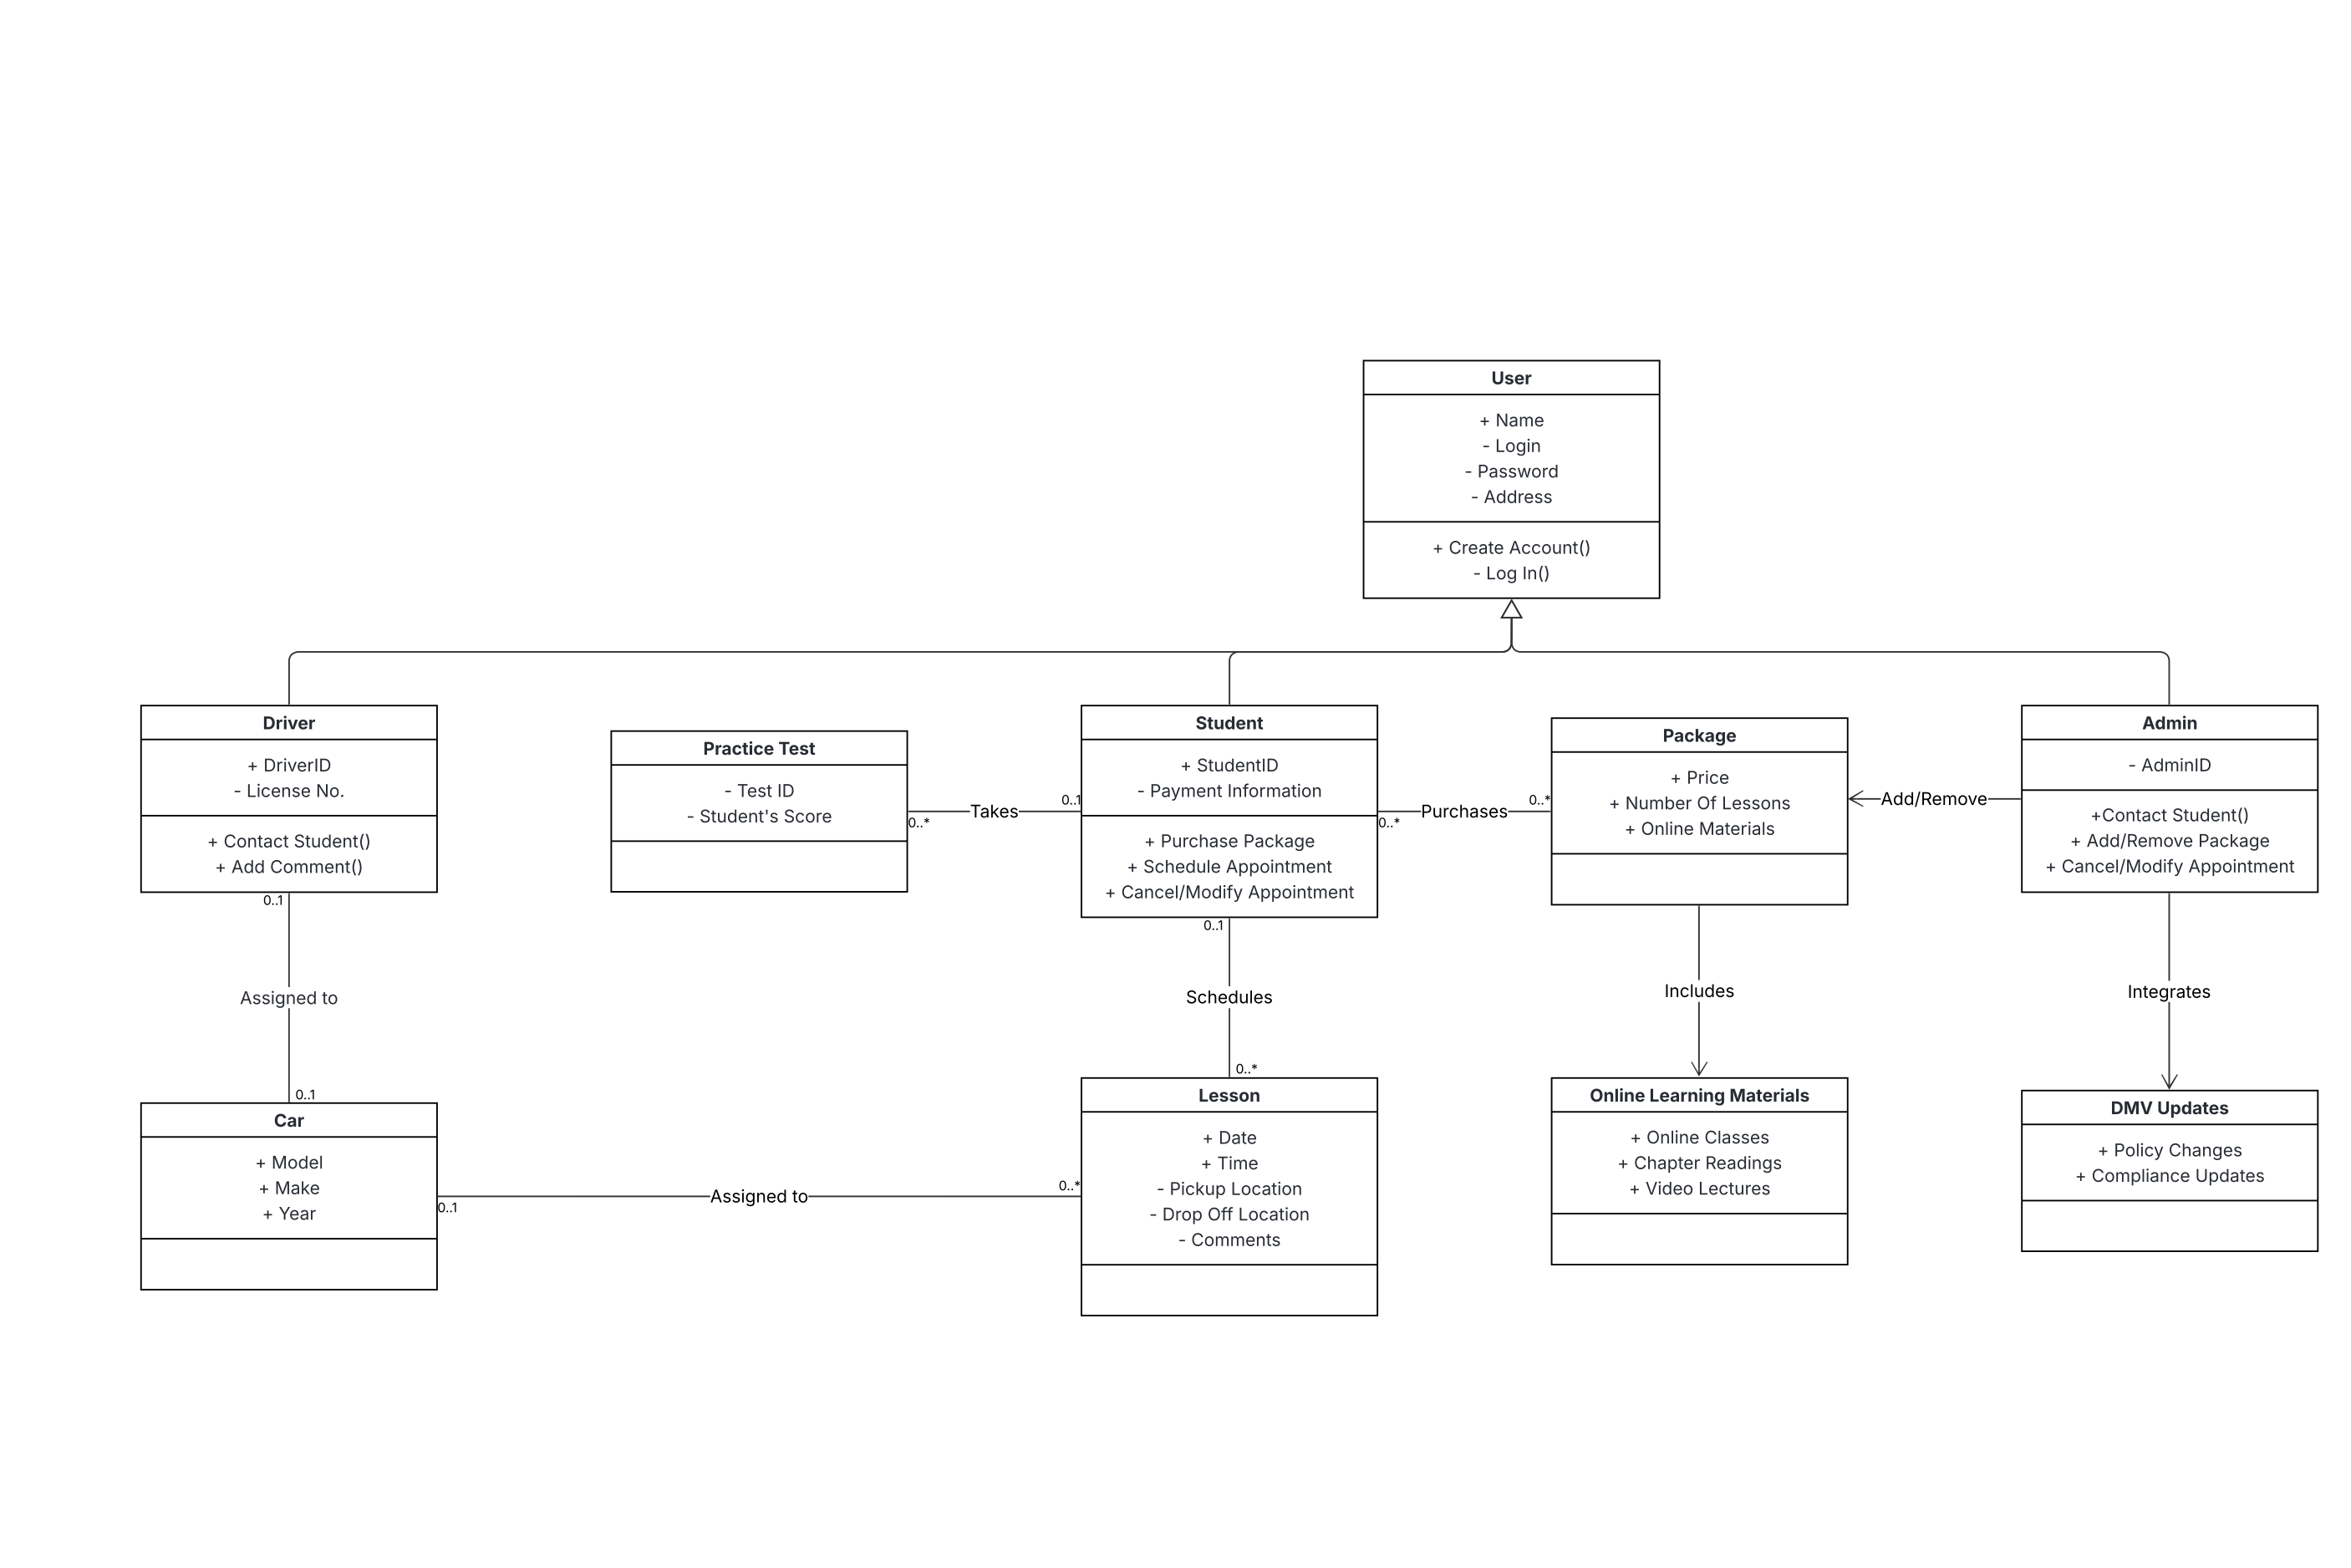 User
+ Name
- Login
- Password
- Address
+ Create Account()
- Log In()
Driver
+ DriverID
- License No.
+ Contact Student()
+ Add Comment()
0..1
Assigned to
0..1
Practice Test
- Test ID
- Student's Score
0..*
Takes
0..1
Student
+ StudentID
- Payment Information
+ Purchase Package
+ Schedule Appointment
+ Cancel/Modify Appointment
0..*
Purchases
0..*
Package
+ Price
+ Number Of Lessons
+ Online Materials
Add/Remove
Admin
- AdminID
+Contact Student()
+ Add/Remove Package
+ Cancel/Modify Appointment
0..1
Schedules
0..*
Includes
Integrates
Car
+ Model
+ Make
+ Year
0..1
Assigned to
0..*
Lesson
+ Date
+ Time
- Pickup Location
- Drop Off Location
- Comments
Online Learning Materials
+ Online Classes
+ Chapter Readings
+ Video Lectures
DMV Updates
+ Policy Changes
+ Compliance Updates